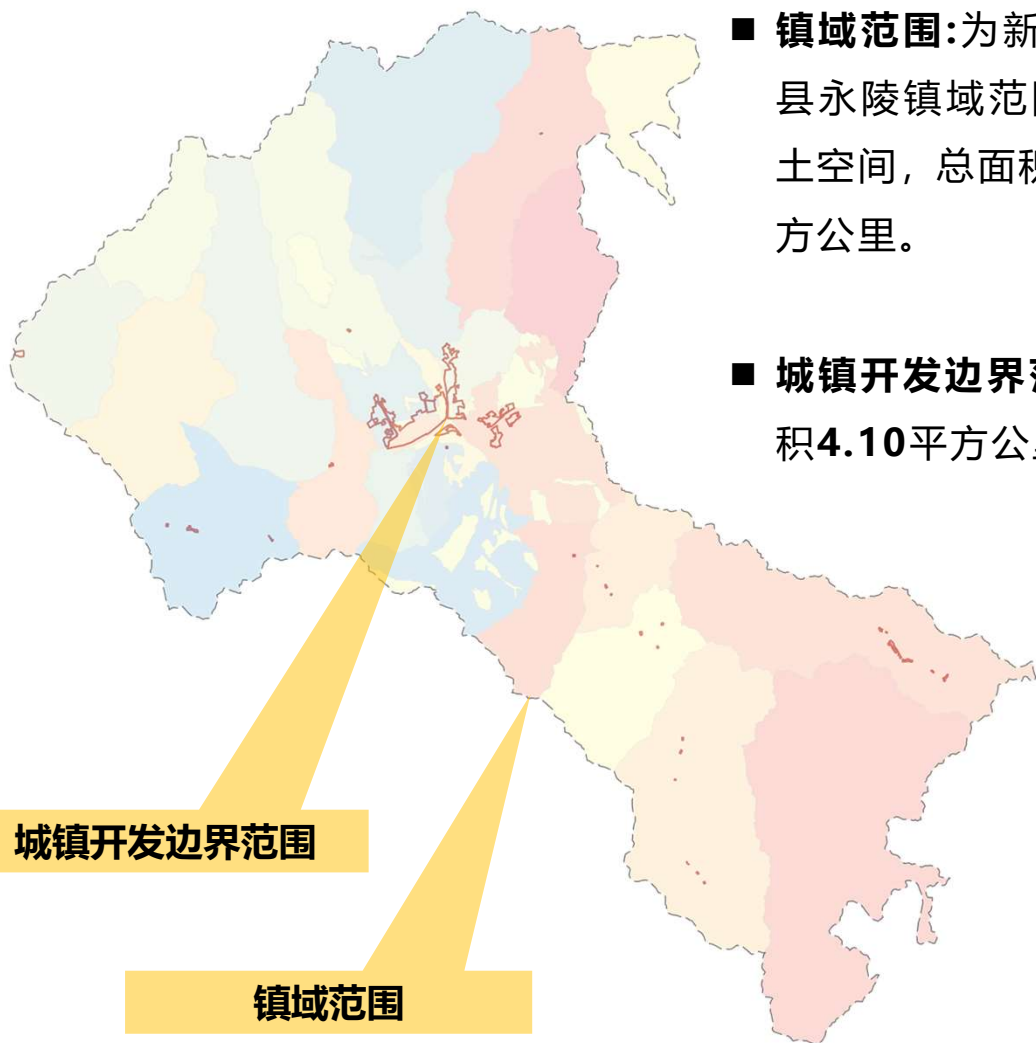 ■ 镇域范围:为新
县永陵镇域范
土空间，总面积
方公里。
■ 城镇开发边界
积4.10平方公
城镇开发边界范围
镇域范围